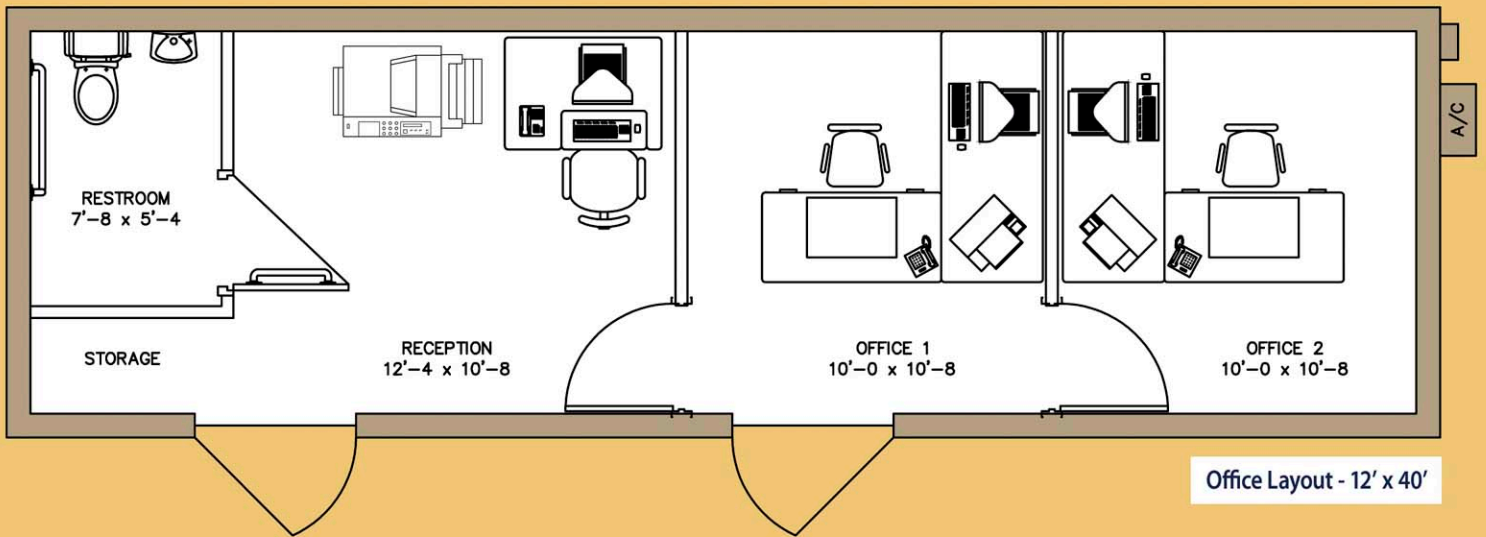 RESTROOM
7'-8 x 5'-4
STORAGE
RECEPTION
12'-4 x 10'-8
OFFICE 1
10'-0 x 10'-8
OFFICE 2
10'-0 x 10'-8
A/C
Office Layout - 12' x 40'